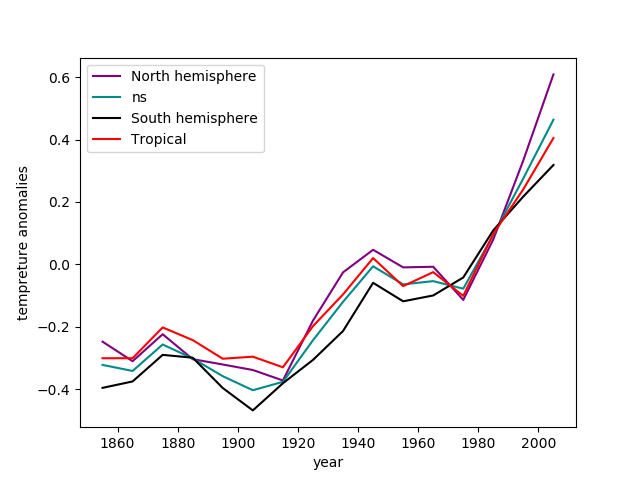 0.6
0.4
0.2
0.0
−0.2
−0.4
tempreture anomalies
North hemisphere
ns
South hemisphere
Tropical
1860 1880 1900 1920 1940 1960 1980 2000
year